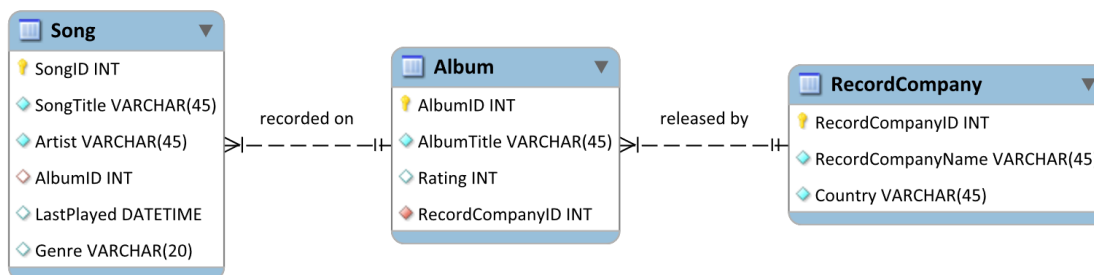 Song
SongID INT
SongTitle VARCHAR(45)
Artist VARCHAR(45)
AlbumID INT
LastPlayed DATETIME
Genre VARCHAR(20)
recorded on
Album
AlbumID INT
AlbumTitle VARCHAR(45)
Rating INT
RecordCompanyID INT
released by
RecordCompany
RecordCompanyID INT
RecordCompanyName VARCHAR(45
Country VARCHAR(45)